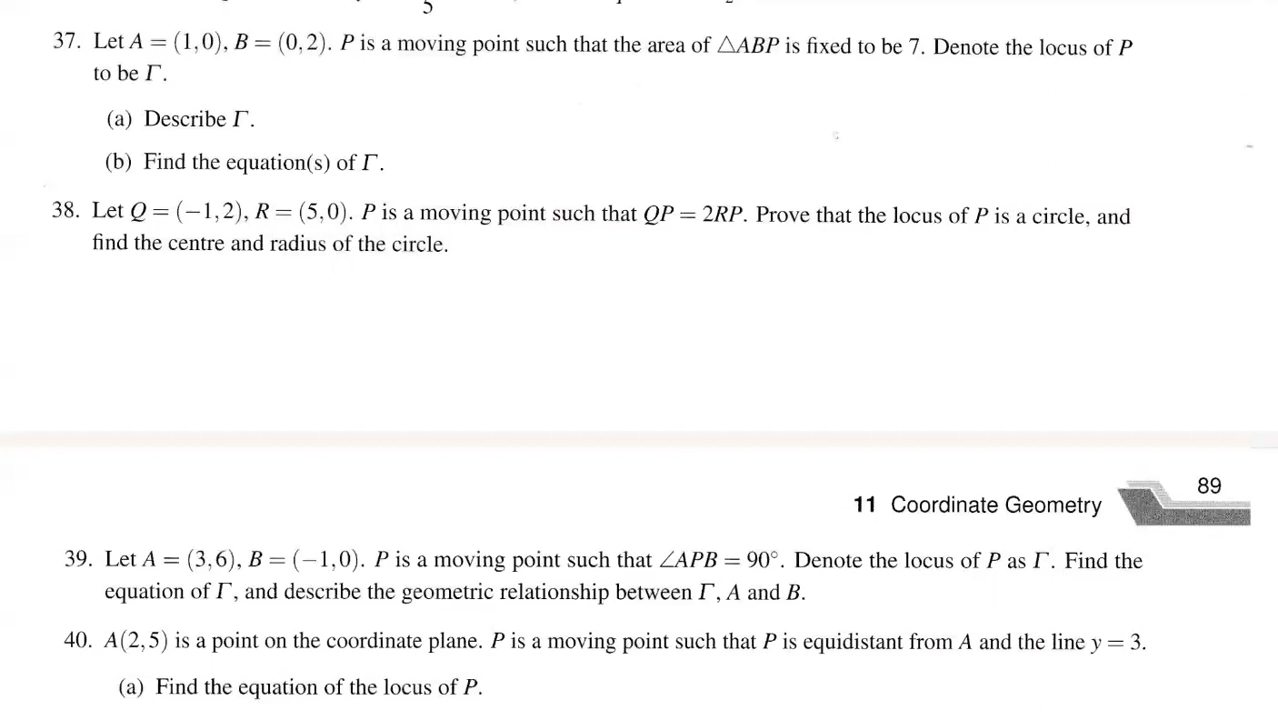 5
37. Let A = (1,0), B = (0,2). P is a moving point such that the area of △ABP is fixed to be 7. Denote the locus of P
to be Γ.
(a) Describe Γ.
(b) Find the equation(s) of Γ.
38. Let Q = (−1,2), R = (5,0). P is a moving point such that QP = 2RP. Prove that the locus of P is a circle, and
find the centre and radius of the circle.
89
11 Coordinate Geometry
39. Let A = (3,6), B = (−1,0). P is a moving point such that ∠APB = 90°. Denote the locus of P as Γ. Find the
equation of Γ, and describe the geometric relationship between Γ, A and B.
40. A(2,5) is a point on the coordinate plane. P is a moving point such that P is equidistant from A and the line y = 3.
(a) Find the equation of the locus of P.